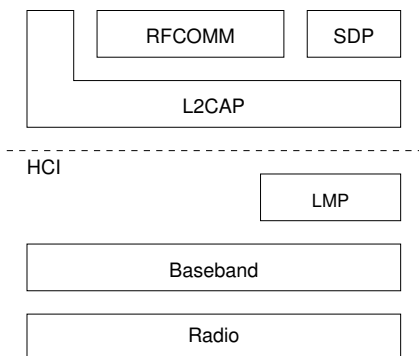 RFCOMM SDP
L2CAP
HCI
LMP
Baseband
Radio